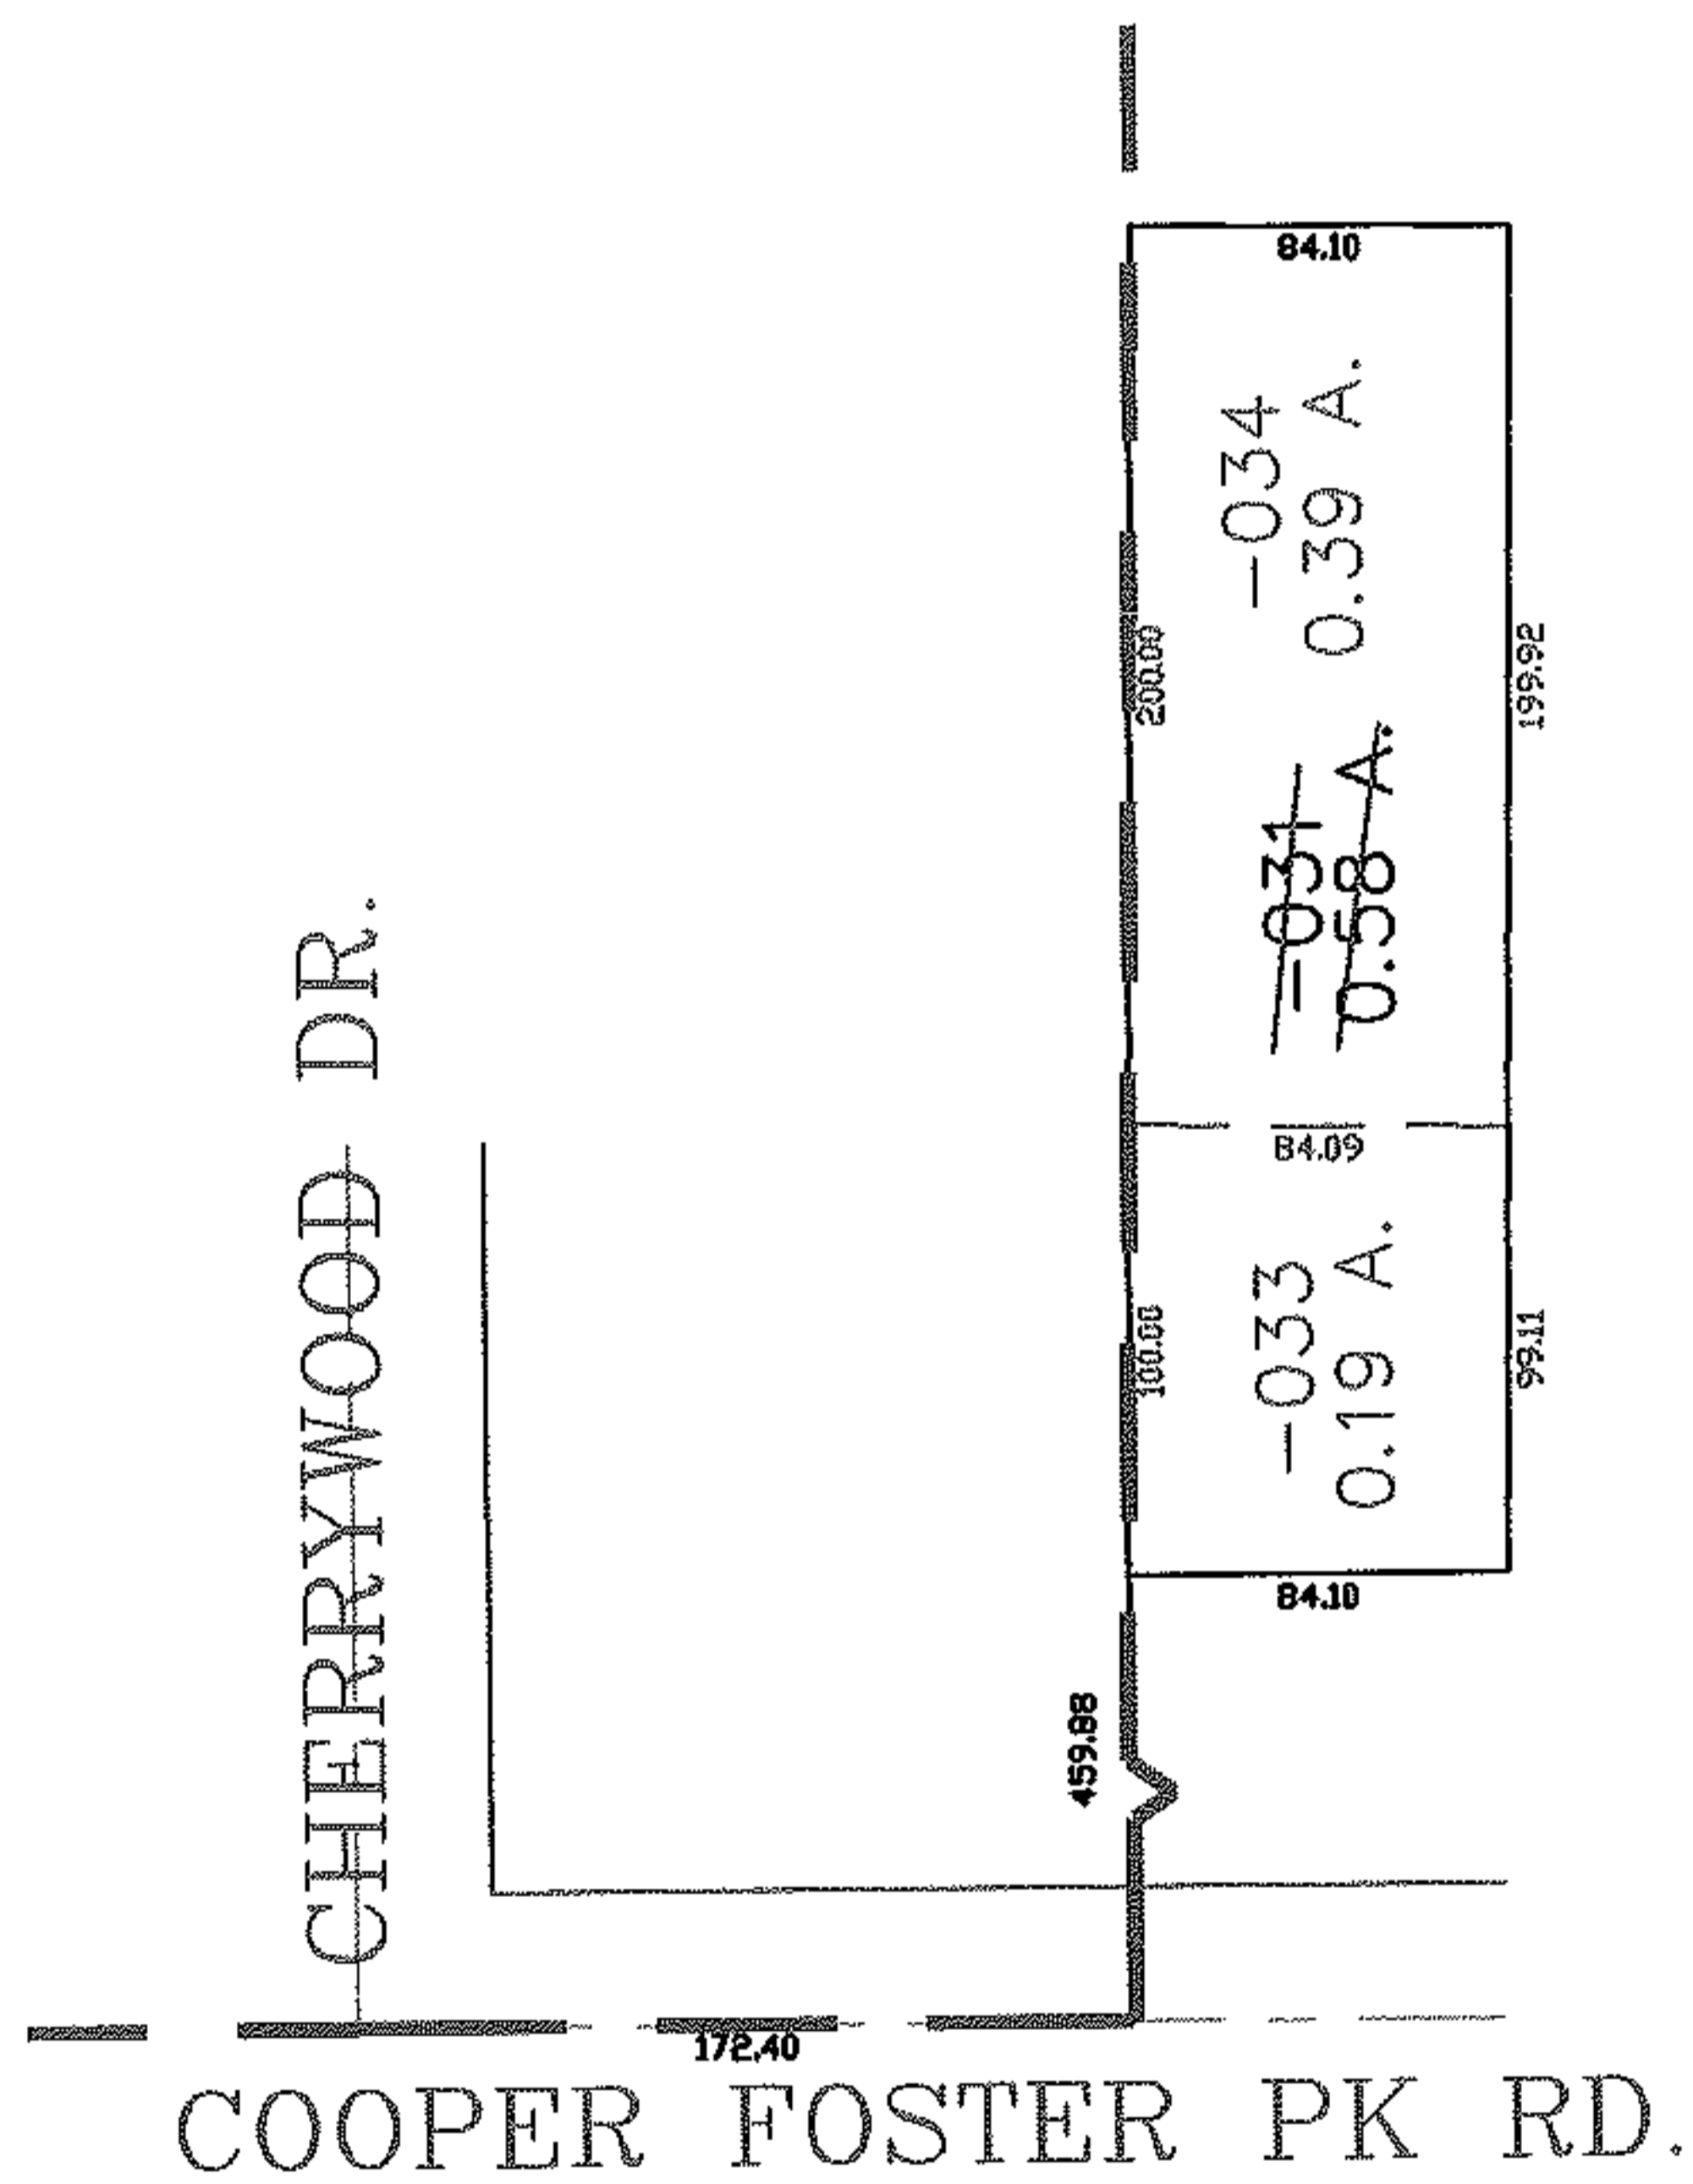 84.10
-034
0.39 A.
200.00
199.92
-031
0.58 A.
84.09
-033
0.19 A.
100.00
99.11
84.10
459.88
CHERRYWOOD DR.
172.40
COOPER FOSTER PK RD.